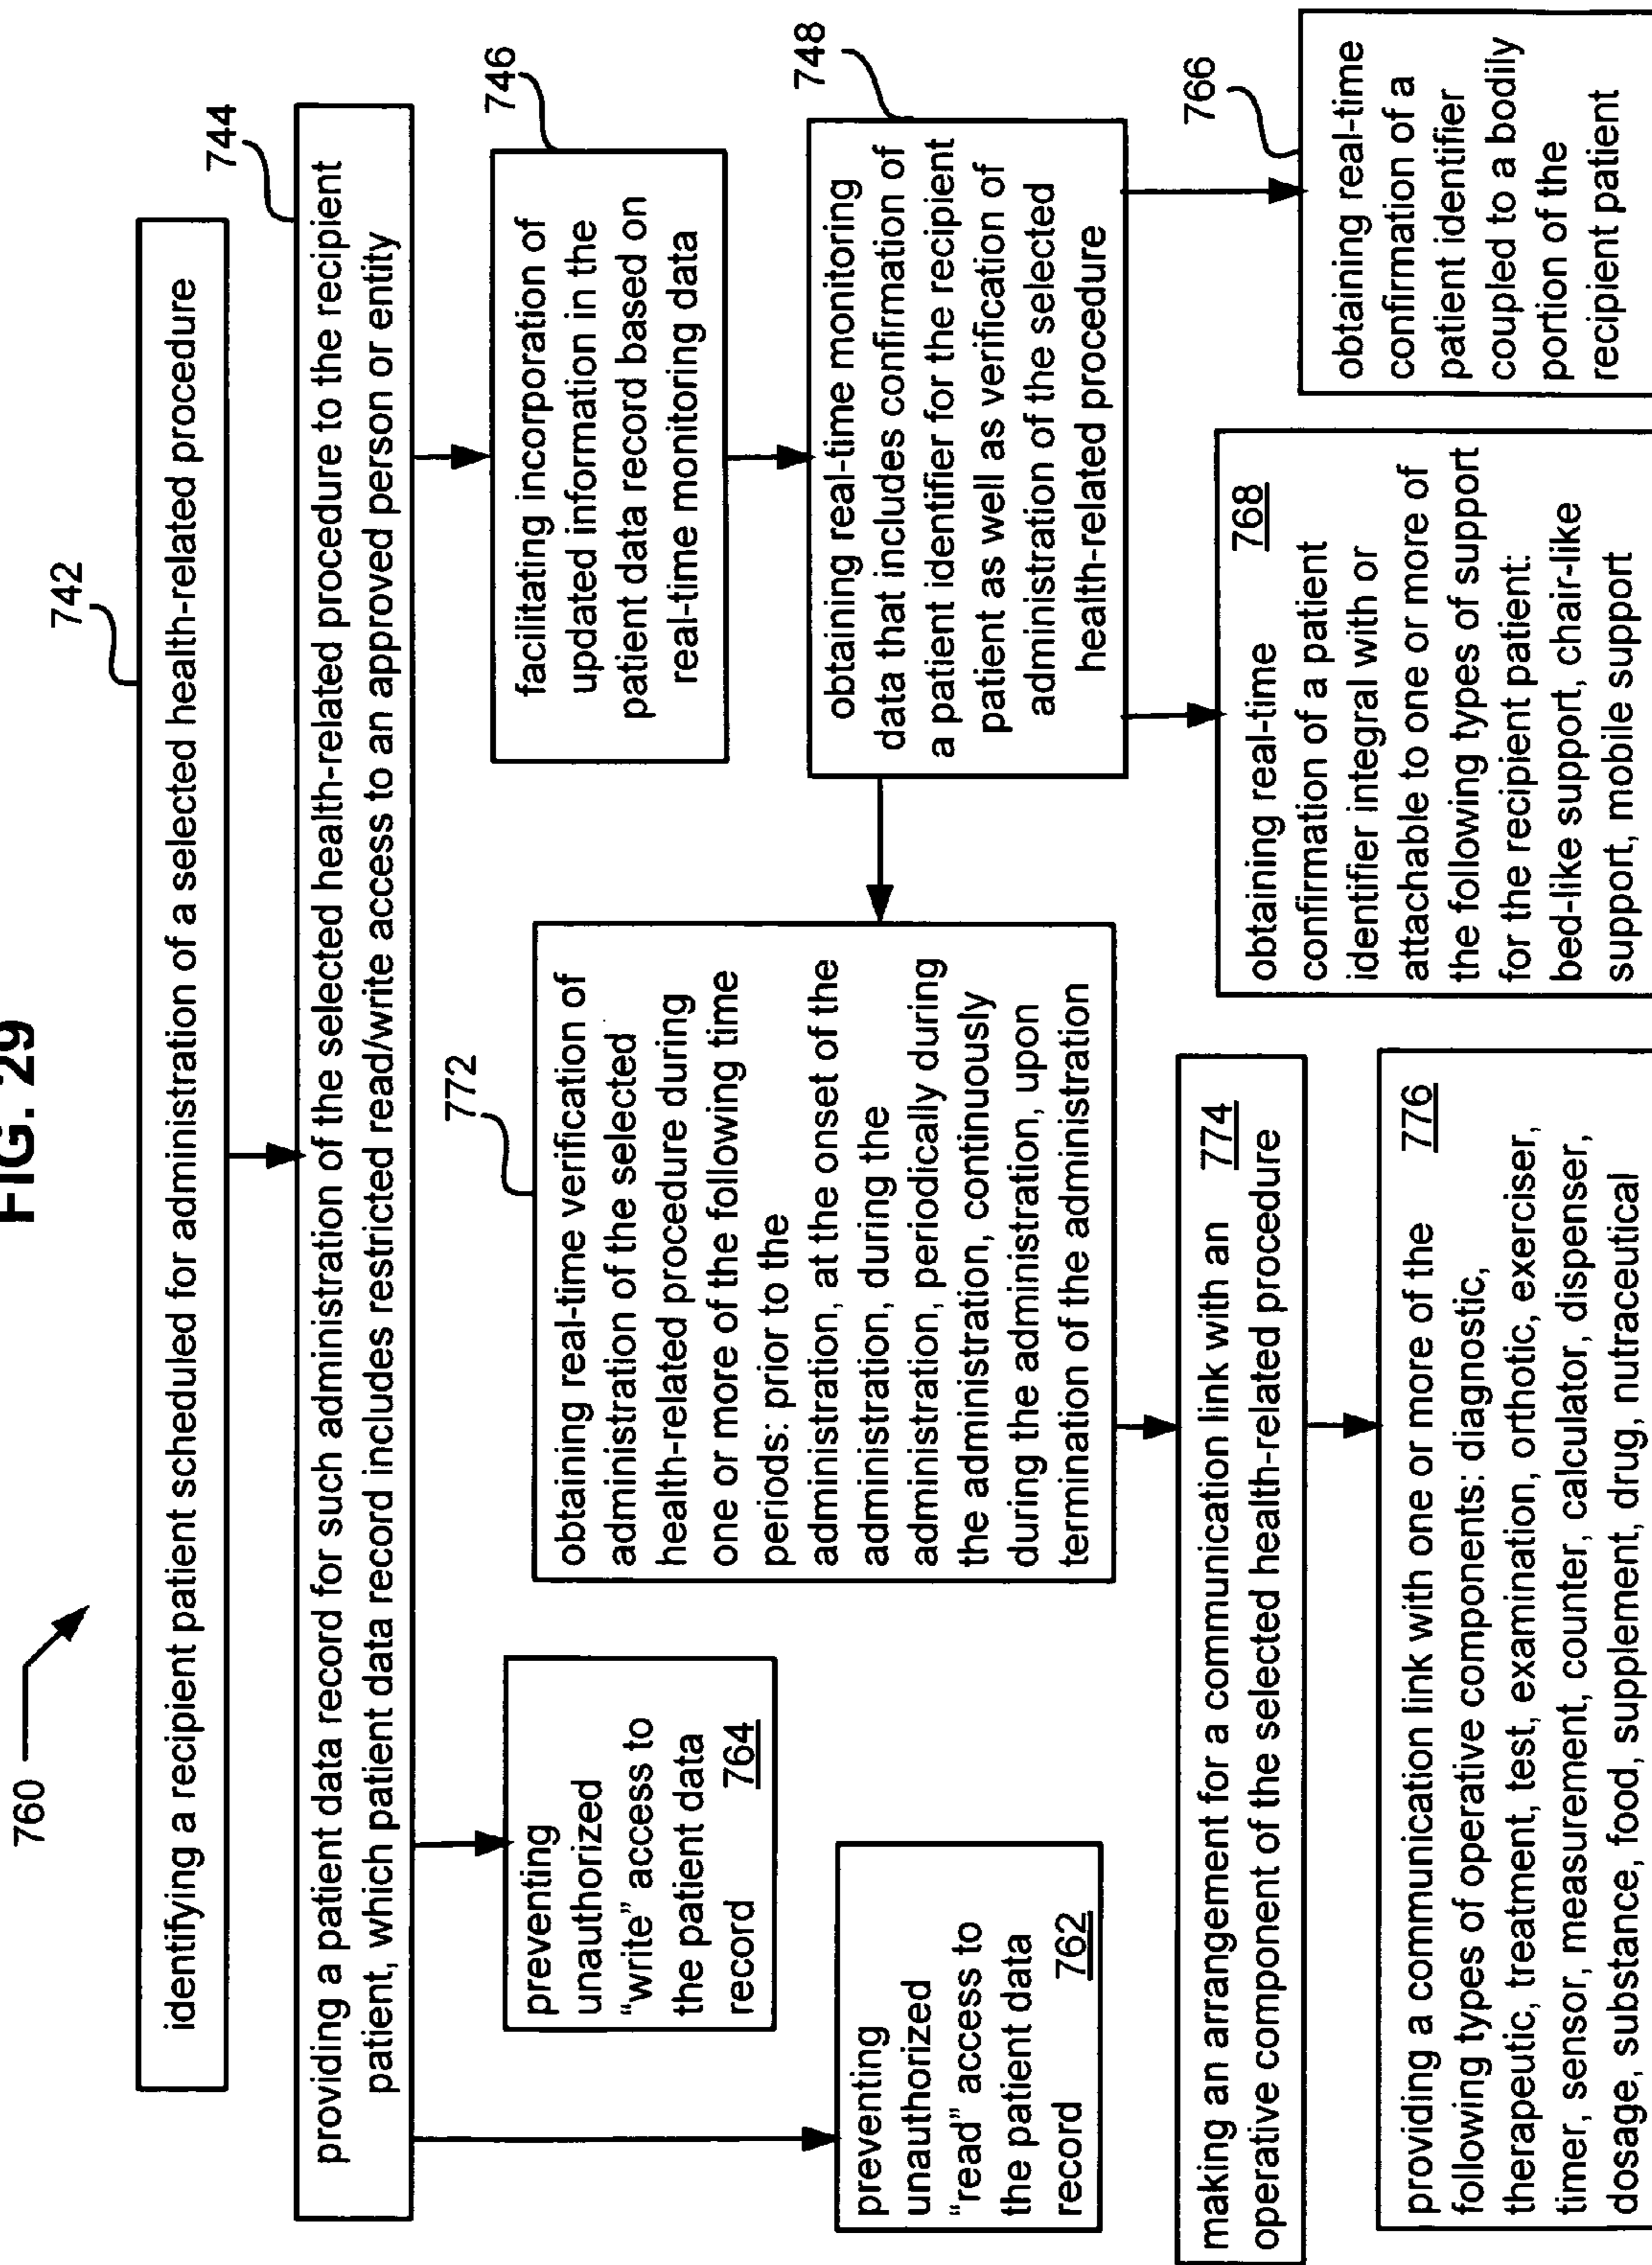 FIG. 29
760
742
identifying a recipient patient scheduled for administration of a selected health-related procedure
744
providing a patient data record for such administration of the selected health-related procedure to the recipient
patient, which patient data record includes restricted read/write access to an approved person or entity
preventing
unauthorized
"write" access to
the patient data
record 764
preventing
unauthorized
"read" access to
the patient data
record 762
772
obtaining real-time verification of
administration of the selected
health-related procedure during
one or more of the following time
periods: prior to the
administration, at the onset of the
administration, during the
administration, periodically during
the administration, continuously
during the administration, upon
termination of the administration
746
facilitating incorporation of
updated information in the
patient data record based on
real-time monitoring data
748
obtaining real-time monitoring
data that includes confirmation of
a patient identifier for the recipient
patient as well as verification of
administration of the selected
health-related procedure
making an arrangement for a communication link with an 774
operative component of the selected health-related procedure
providing a communication link with one or more of the 776
following types of operative components: diagnostic,
therapeutic, treatment, test, examination, orthotic, exerciser,
timer, sensor, measurement, counter, calculator, dispenser,
dosage, substance, food, supplement, drug, nutraceutical
obtaining real-time 768
confirmation of a patient
identifier integral with or
attachable to one or more of
the following types of support
for the recipient patient:
bed-like support, chair-like
support, mobile support
766
obtaining real-time
confirmation of a
patient identifier
coupled to a bodily
portion of the
recipient patient